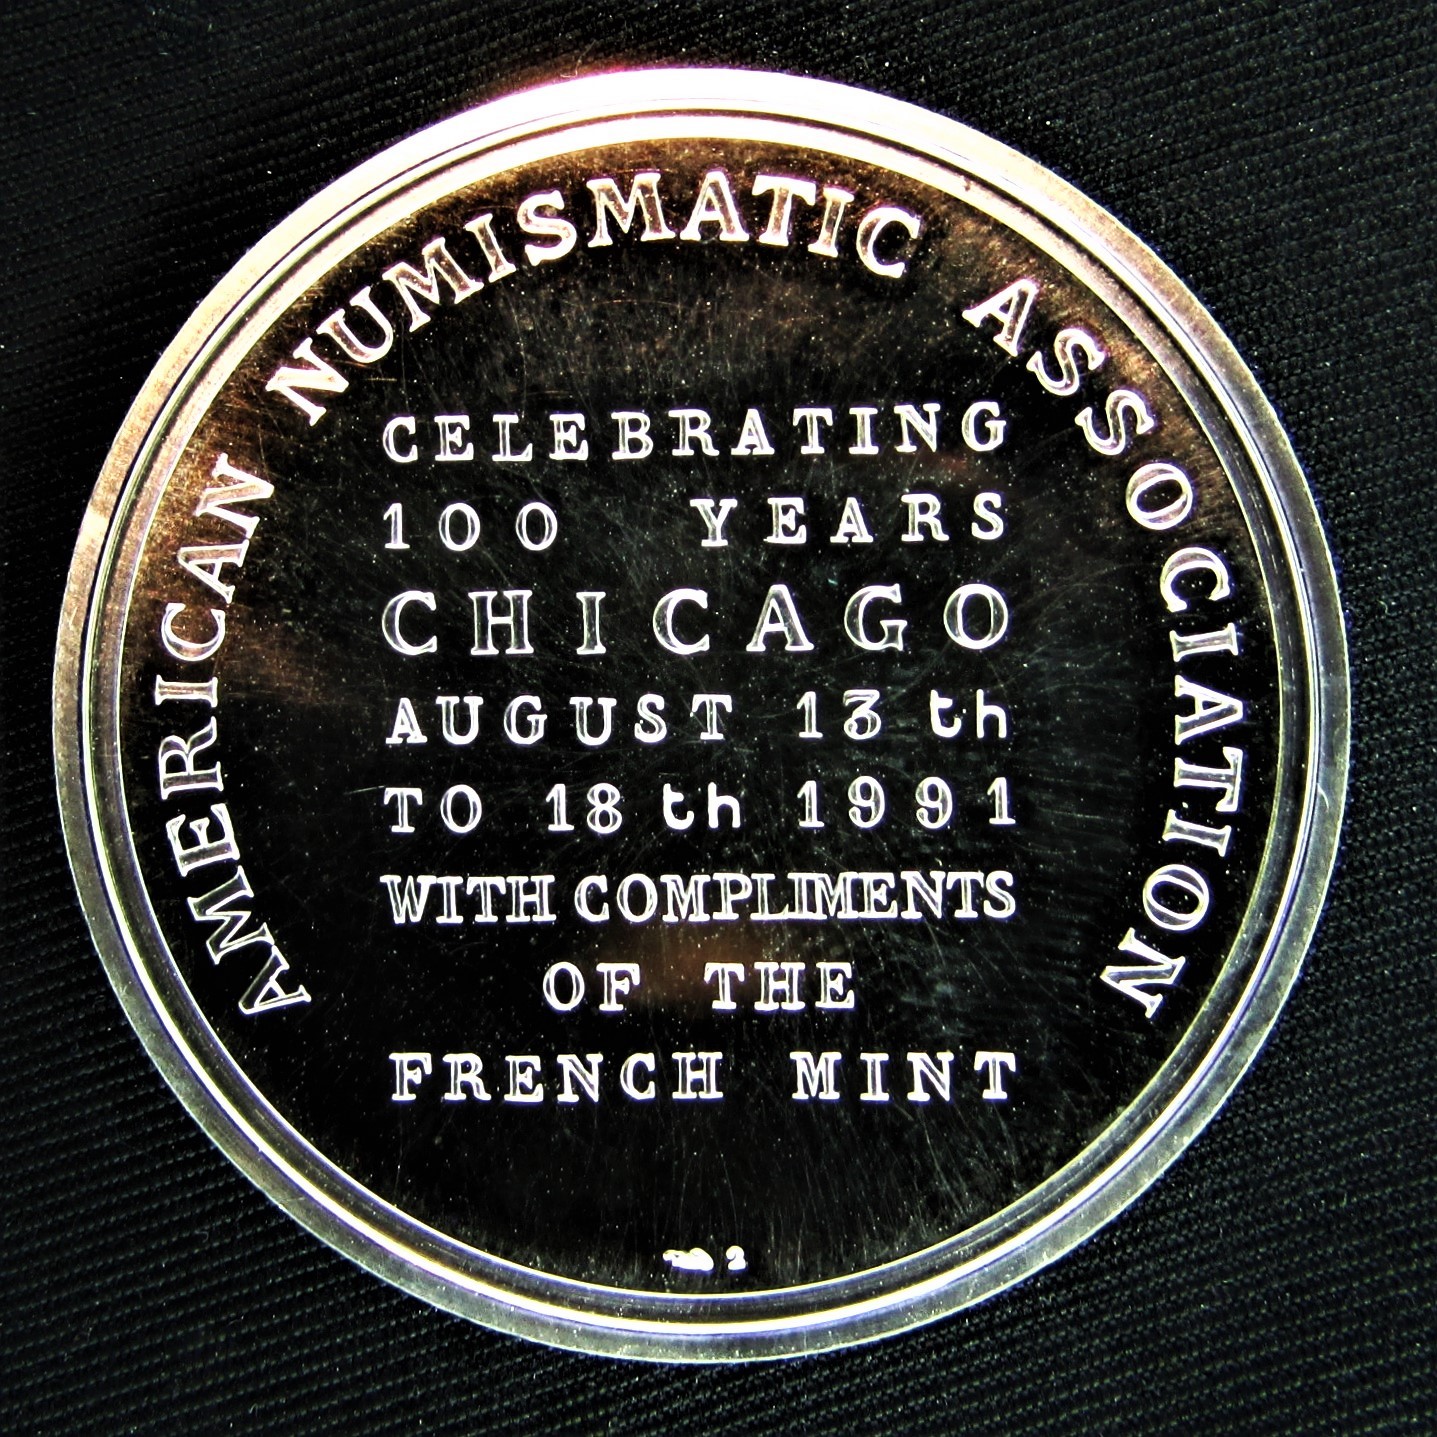 AMERICAN NUMISMATIC ASSOCIATION
CELEBRATING
100 YEARS
CHICAGO
AUGUST 13 th
TO 18 th 1991
WITH COMPLIMENTS
OF THE
FRENCH MINT
2